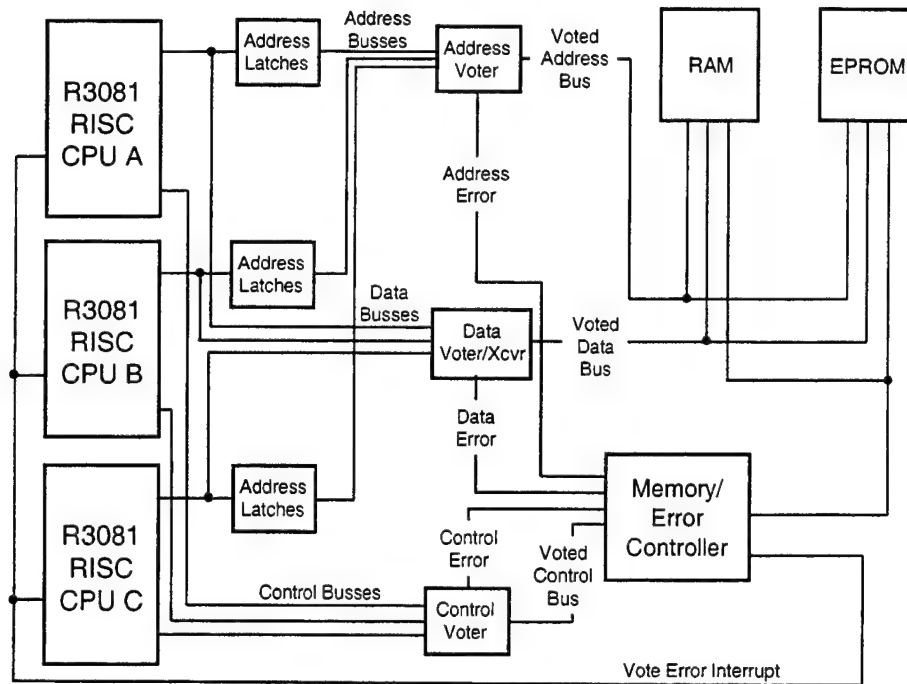 R3081
RISC
CPU A
Address
Latches
Address
Busses
Address
Voter
Voted
Address
Bus
RAM
EPROM
Address
Error
R3081
RISC
CPU B
Address
Latches
Data
Busses
Data
Voter/Xcvr
Voted
Data
Bus
Data
Error
R3081
RISC
CPU C
Address
Latches
Memory/
Error
Controller
Control
Error
Voted
Control
Bus
Control Busses
Control
Voter
Vote Error Interrupt